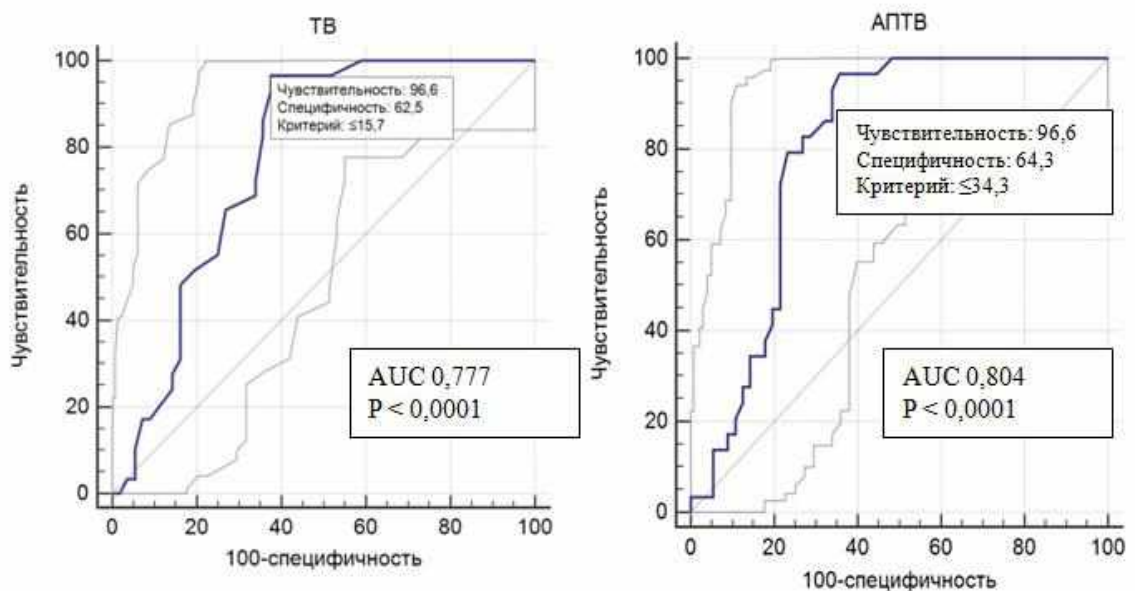 ТВ
Чувствительность
100
80
60
40
20
0
Чувствительность: 96,6
Специфичность: 62,5
Критерий: ≤15,7
AUC 0,777
P < 0,0001
0 20 40 60 80 100
100-специфичность
АПТВ
Чувствительность
100
80
60
40
20
0
Чувствительность: 96,6
Специфичность: 64,3
Критерий: ≤34,3
AUC 0,804
P < 0,0001
0 20 40 60 80 100
100-специфичность